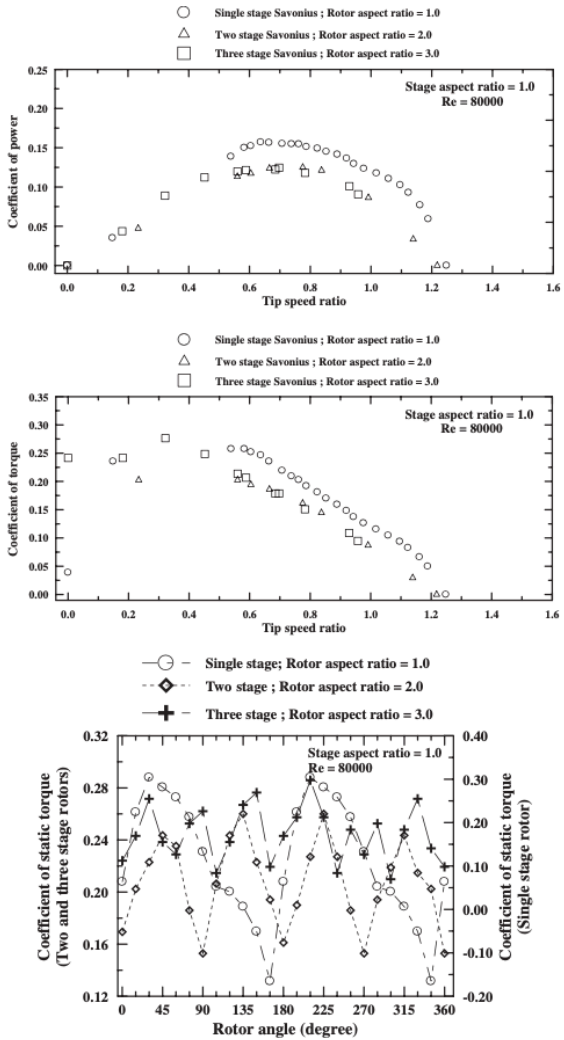 Single stage Savonius ; Rotor aspect ratio = 1.0
Two stage Savonius ; Rotor aspect ratio = 2.0
Three stage Savonius ; Rotor aspect ratio = 3.0
Stage aspect ratio = 1.0
Re = 80000
Coefficient of power
0.25
0.20
0.15
0.10
0.05
0.00
0.0 0.2 0.4 0.6 0.8 1.0 1.2 1.4 1.6
Tip speed ratio
Single stage Savonius ; Rotor aspect ratio = 1.0
Two stage Savonius ; Rotor aspect ratio = 2.0
Three stage Savonius ; Rotor aspect ratio = 3.0
Stage aspect ratio = 1.0
Re = 80000
Coefficient of torque
0.35
0.30
0.25
0.20
0.15
0.10
0.05
0.00
0.0 0.2 0.4 0.6 0.8 1.0 1.2 1.4 1.6
Tip speed ratio
Single stage; Rotor aspect ratio = 1.0
Two stage ; Rotor aspect ratio = 2.0
Three stage ; Rotor aspect ratio = 3.0
Stage aspect ratio = 1.0
Re = 80000
Coefficient of static torque
(Two and three stage rotors)
0.32
0.28
0.24
0.20
0.16
0.12
0.40
0.30
0.20
0.10
0.00
-0.10
-0.20
Coefficient of static torque
(Single stage rotor)
0 45 90 135 180 225 270 315 360
Rotor angle (degree)